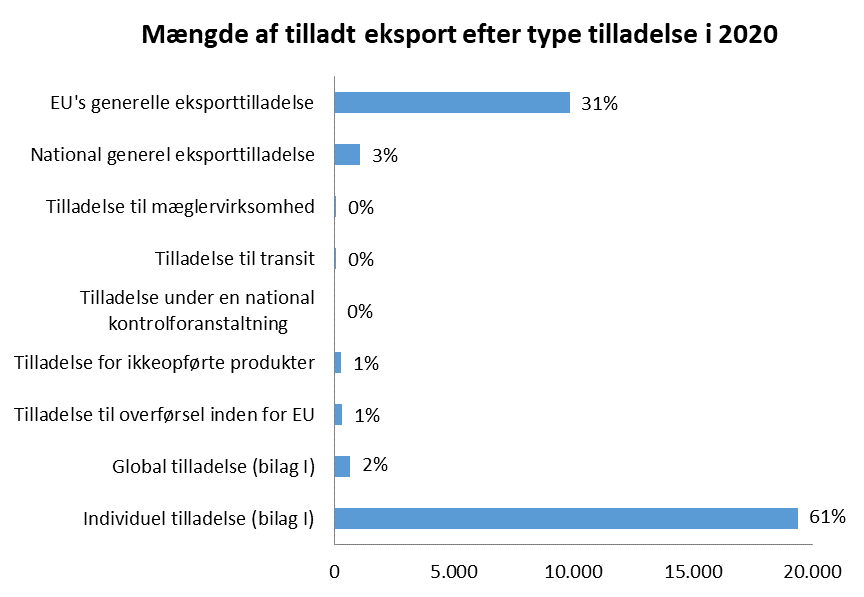 Mængde af tilladt eksport efter type tilladelse i 2020
EU's generelle eksporttilladelse
31%
National generel eksporttilladelse
3%
Tilladelse til mæglervirksomhed
0%
Tilladelse til transit
0%
Tilladelse under en national
kontrolforanstaltning
0%
Tilladelse for ikkeopførte produkter
1%
Tilladelse til overførsel inden for EU
1%
Global tilladelse (bilag I)
2%
Individuel tilladelse (bilag I)
61%
0 5.000 10.000 15.000 20.000